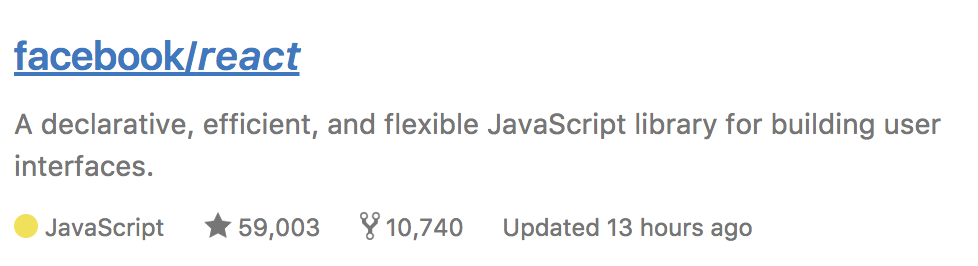 facebook/react
A declarative, efficient, and flexible JavaScript library for building user
interfaces.
JavaScript 59,003 10,740 Updated 13 hours ago